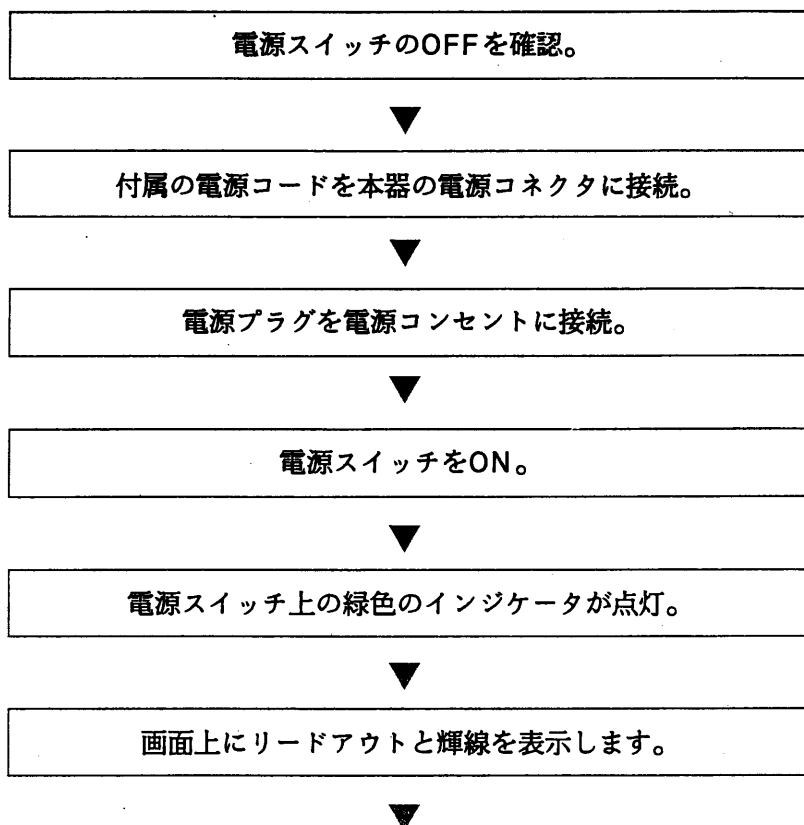 電源スイッチのOFFを確認。
付属の電源コードを本器の電源コネクタに接続。
電源プラグを電源コンセントに接続。
電源スイッチをON。
電源スイッチ上の緑色のインジケータが点灯。
画面上にリードアウトと輝線を表示します。